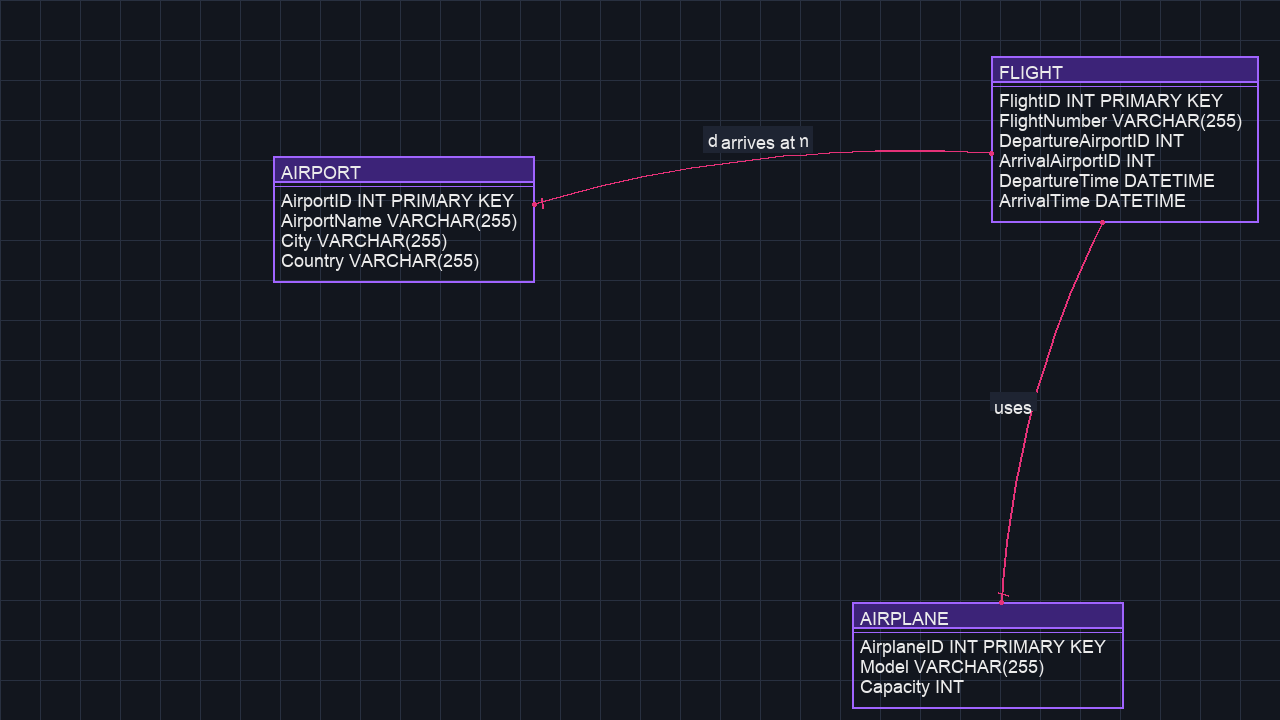 FLIGHT
FlightID INT PRIMARY KEY
FlightNumber VARCHAR(255)
DepartureAirportID INT
ArrivalAirportID INT
DepartureTime DATETIME
ArrivalTime DATETIME
arrives at
AIRPORT
AirportID INT PRIMARY KEY
AirportName VARCHAR(255)
City VARCHAR(255)
Country VARCHAR(255)
uses
AIRPLANE
AirplaneID INT PRIMARY KEY
Model VARCHAR(255)
Capacity INT